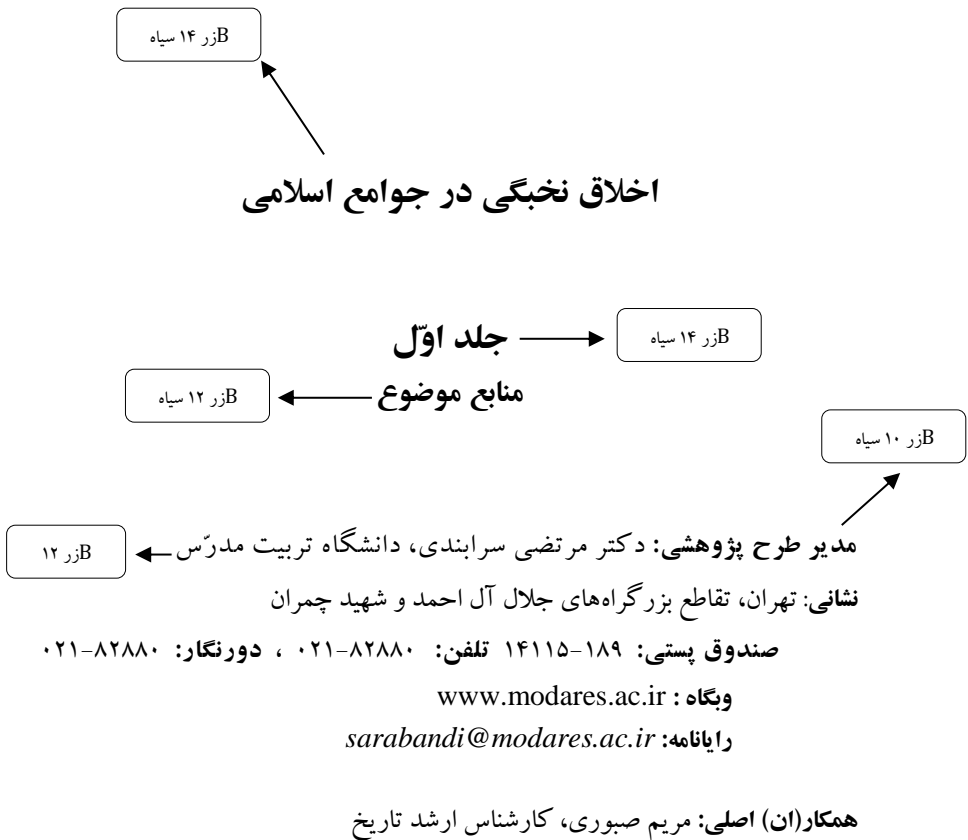 Bزر ۱۴ سیاه
اخلاق نخبگی در جوامع اسلامی
جلد اوّل
Bزر ۱۴ سیاه
منابع موضوع
Bزر ۱۲ سیاه
Bزر ۱۰ سیاه
مدیر طرح پژوهشی: دکتر مرتضی سرابندی، دانشگاه تربیت مدرّس
Bزر ۱۲
نشانی: تهران، تقاطع بزرگراه‌های جلال آل احمد و شهید چمران
صندوق پستی: ۱۸۹-۱۴۱۱۵ تلفن: ۸۲۸۸۰-۰۲۱ ، دورنگار: ۸۲۸۸۰-۰۲۱
وبگاه : www.modares.ac.ir
رایانامه: sarabandi@modares.ac.ir
همکار(ان) اصلی: مریم صبوری، کارشناس ارشد تاریخ